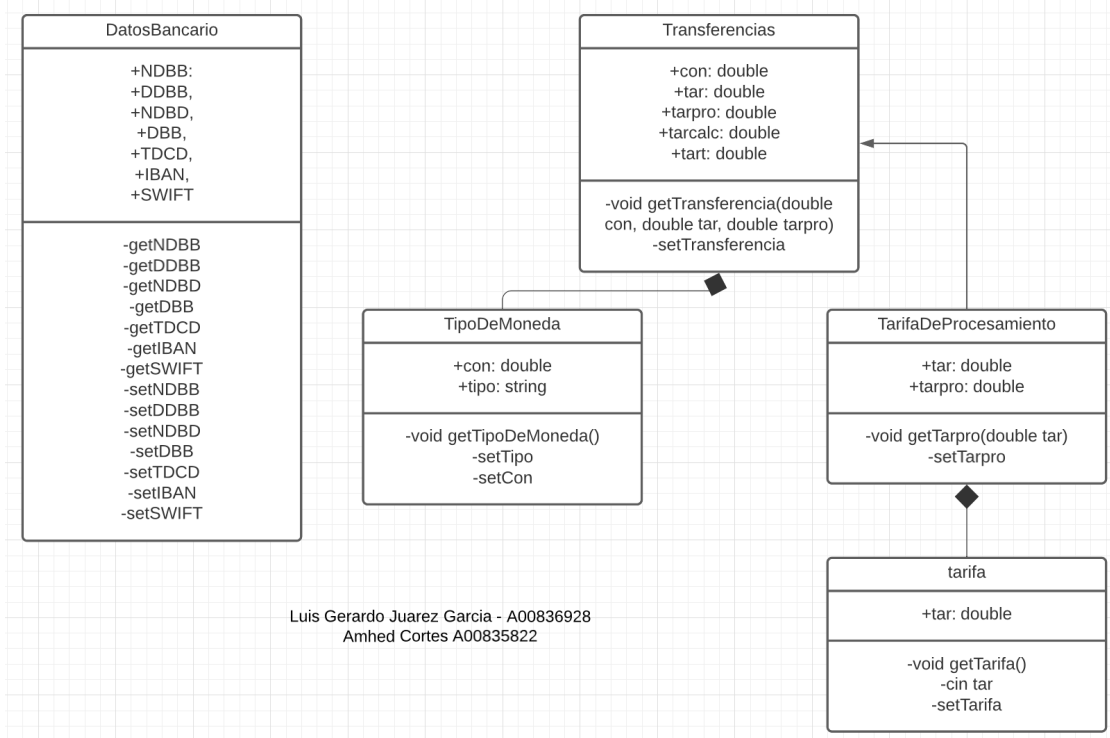 DatosBancario
+NDBB:
+DDBB,
+NDBD,
+DBB,
+TDCD,
+IBAN,
+SWIFT
-getNDBB
-getDDBB
-getNDBD
-getDBB
-getTDCD
-getIBAN
-getSWIFT
-setNDBB
-setDDBB
-setNDBD
-setDBB
-setTDCD
-setIBAN
-setSWIFT
Transferencias
+con: double
+tar: double
+tarpro: double
+tarcalc: double
+tart: double
-void getTransferencia(double
con, double tar, double tarpro)
-setTransferencia
TipoDeMoneda
+con: double
+tipo: string
-void getTipoDeMoneda()
-setTipo
-setCon
TarifaDeProcesamiento
+tar: double
+tarpro: double
-void getTarpro(double tar)
-setTarpro
tarifa
+tar: double
-void getTarifa()
-cin tar
-setTarifa
Luis Gerardo Juarez Garcia - A00836928
Amhed Cortes A00835822